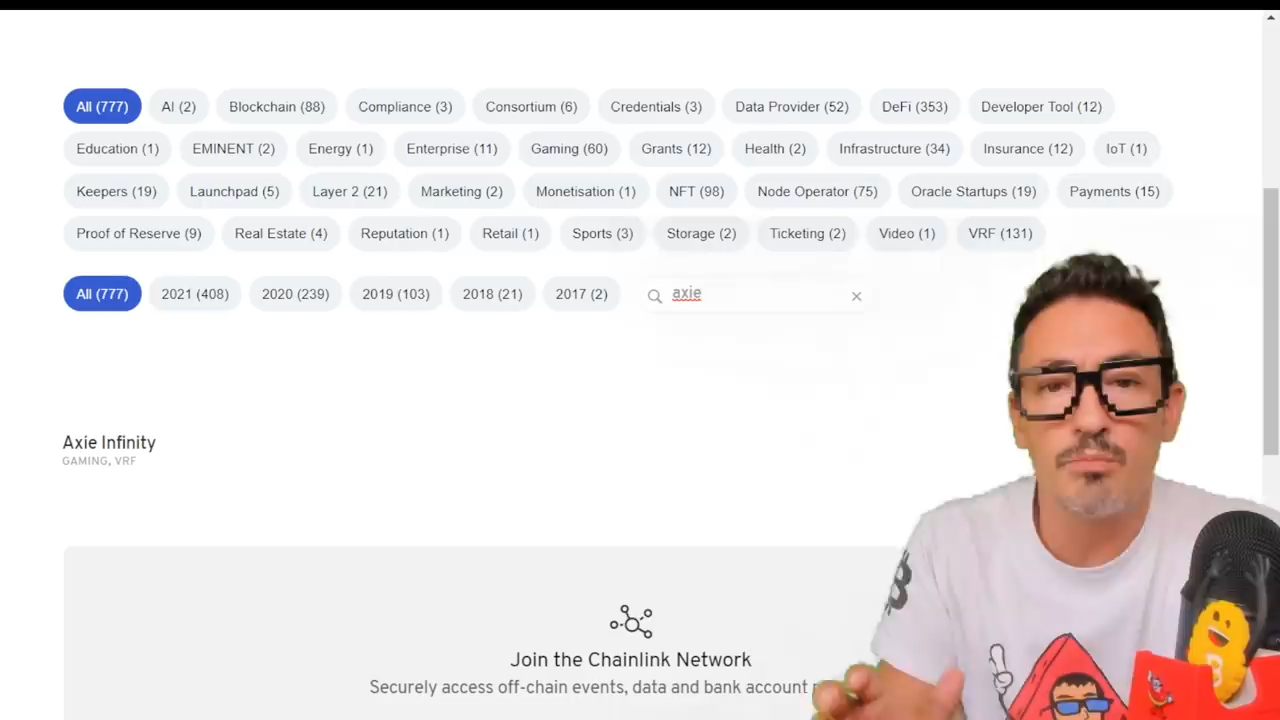 All (777) AI (2) Blockchain (88) Compliance (3) Consortium (6) Credentials (3) Data Provider (52) DeFi (353) Developer Tool (12)
Education (1) EMINENT (2) Energy (1) Enterprise (11) Gaming (60) Grants (12) Health (2) Infrastructure (34) Insurance (12) IoT (1)
Keepers (19) Launchpad (5) Layer 2 (21) Marketing (2) Monetisation (1) NFT (98) Node Operator (75) Oracle Startups (19) Payments (15)
Proof of Reserve (9) Real Estate (4) Reputation (1) Retail (1) Sports (3) Storage (2) Ticketing (2) Video (1) VRF (131)
All (777) 2021 (408) 2020 (239) 2019 (103) 2018 (21) 2017 (2) axie
Axie Infinity
GAMING, VRF
Join the Chainlink Network
Securely access off-chain events, data and bank account